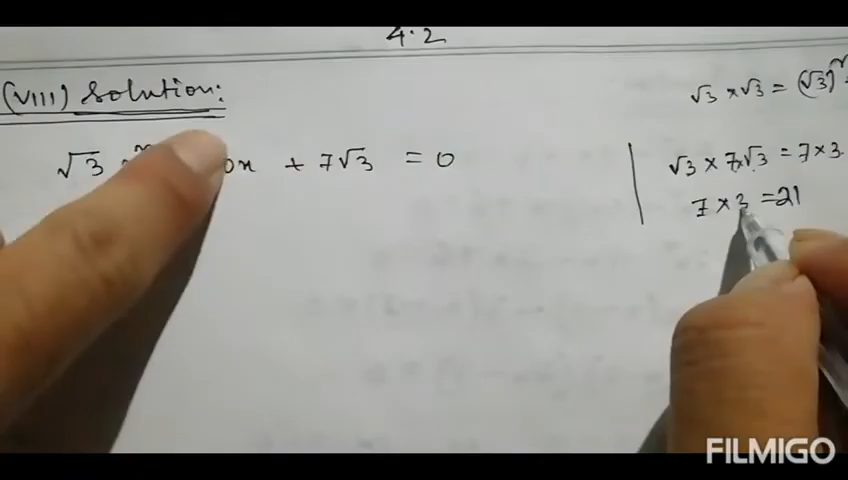 4.2
(VIII) Solution:
√3 0x + 7√3 = 0
√3 × √3 = (√3)
√3 × 7×√3 = 7×3
7×3 =21
FILMIGO